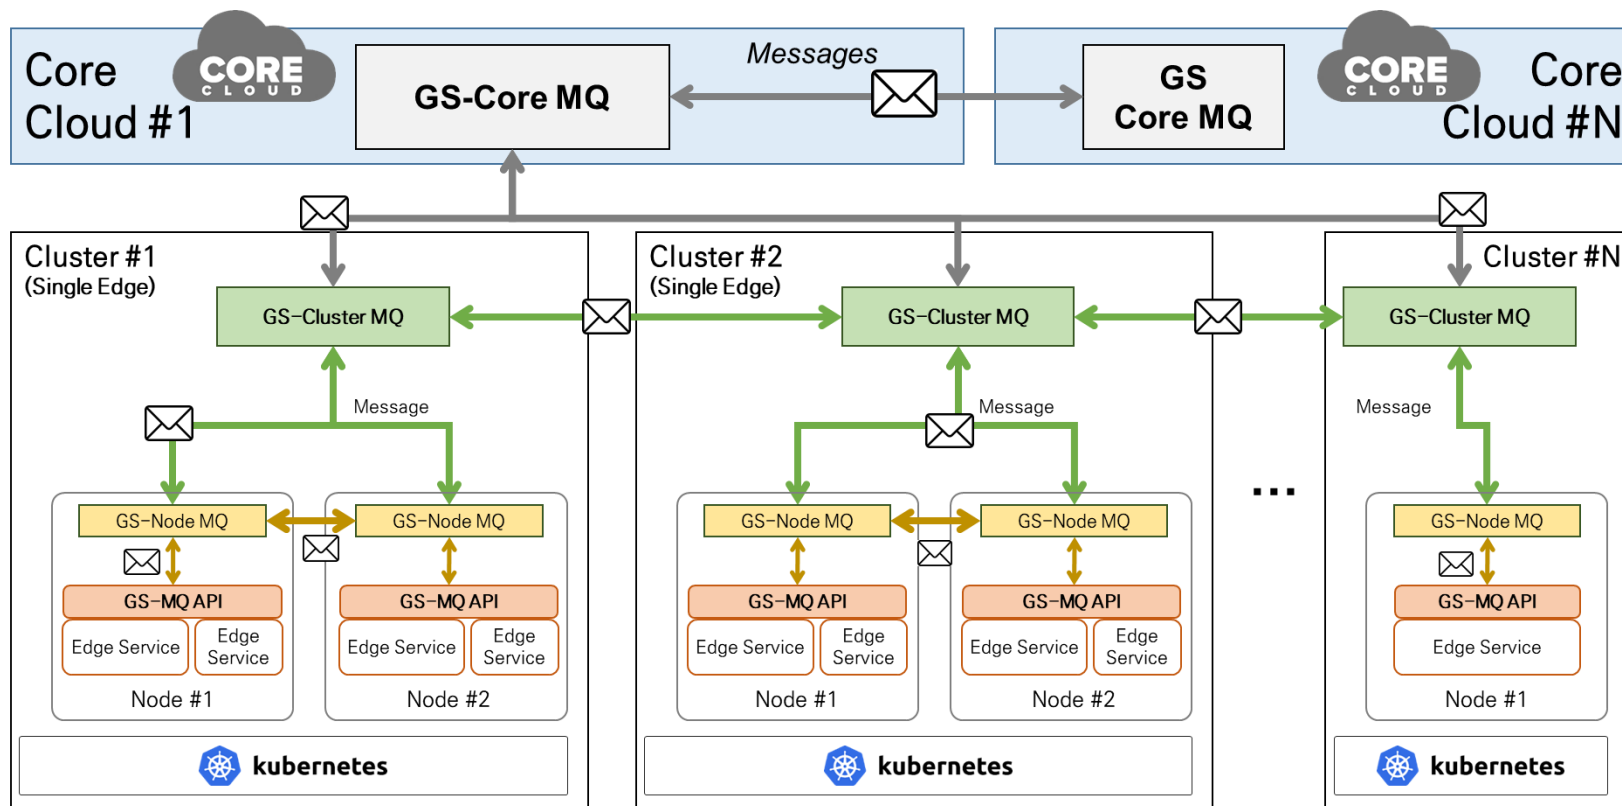 Core
Cloud #1
CORE
CLOUD
GS-Core MQ
Messages
GS
Core MQ
CORE
CLOUD
Core
Cloud #N
Cluster #1
(Single Edge)
GS-Cluster MQ
Message
GS-Node MQ
GS-Node MQ
GS-MQ API
GS-MQ API
Edge Service
Edge
Service
Edge Service
Edge
Service
Node #1
Node #2
kubernetes
Cluster #2
(Single Edge)
GS-Cluster MQ
Message
GS-Node MQ
GS-Node MQ
GS-MQ API
GS-MQ API
Edge Service
Edge
Service
Edge Service
Edge
Service
Node #1
Node #2
kubernetes
...
Cluster #N
GS-Cluster MQ
Message
GS-Node MQ
GS-MQ API
Edge Service
Node #1
kubernetes